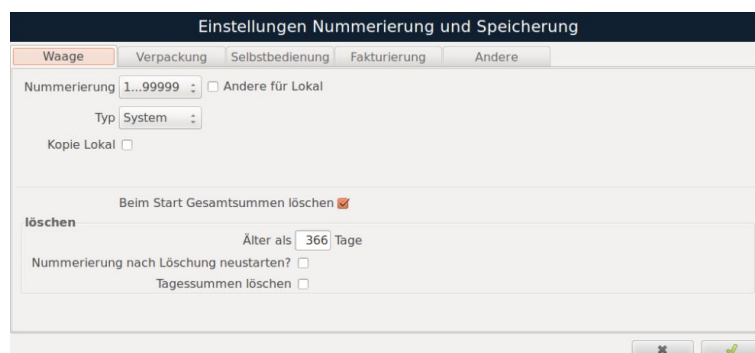 Einstellungen Nummerierung und Speicherung
Waage Verpackung Selbstbedienung Fakturierung Andere
Nummerierung 1...99999 Andere für Lokal
Typ System
Kopie Lokal
Beim Start Gesamtsummen löschen
löschen
Älter als 366 Tage
Nummerierung nach Löschung neustarten?
Tagessummen löschen